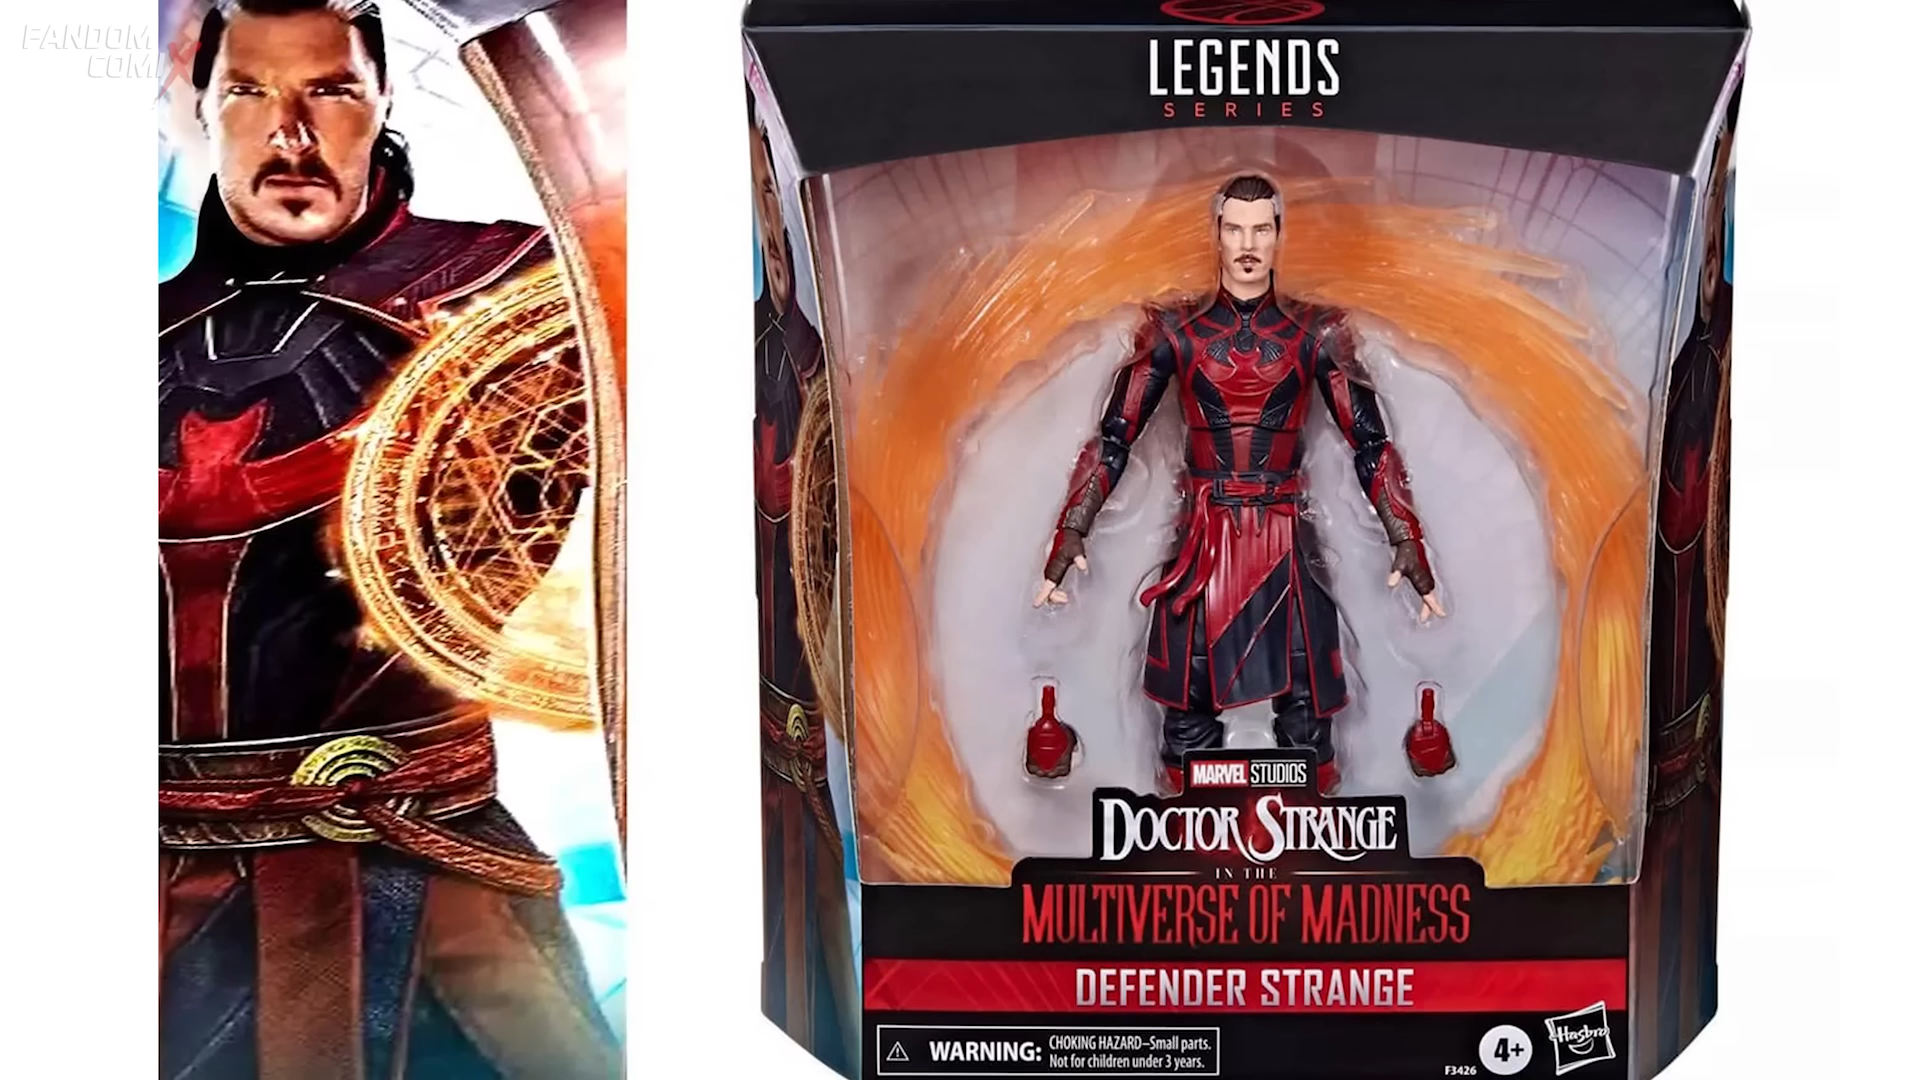 FANDOM
COMIX
LEGENDS
SERIES
MARVEL STUDIOS
DOCTOR STRANGE
IN THE
MULTIVERSE OF MADNESS
DEFENDER STRANGE
WARNING: CHOKING HAZARD–Small parts.
Not for children under 3 years.
F3426
4+
Hasbro